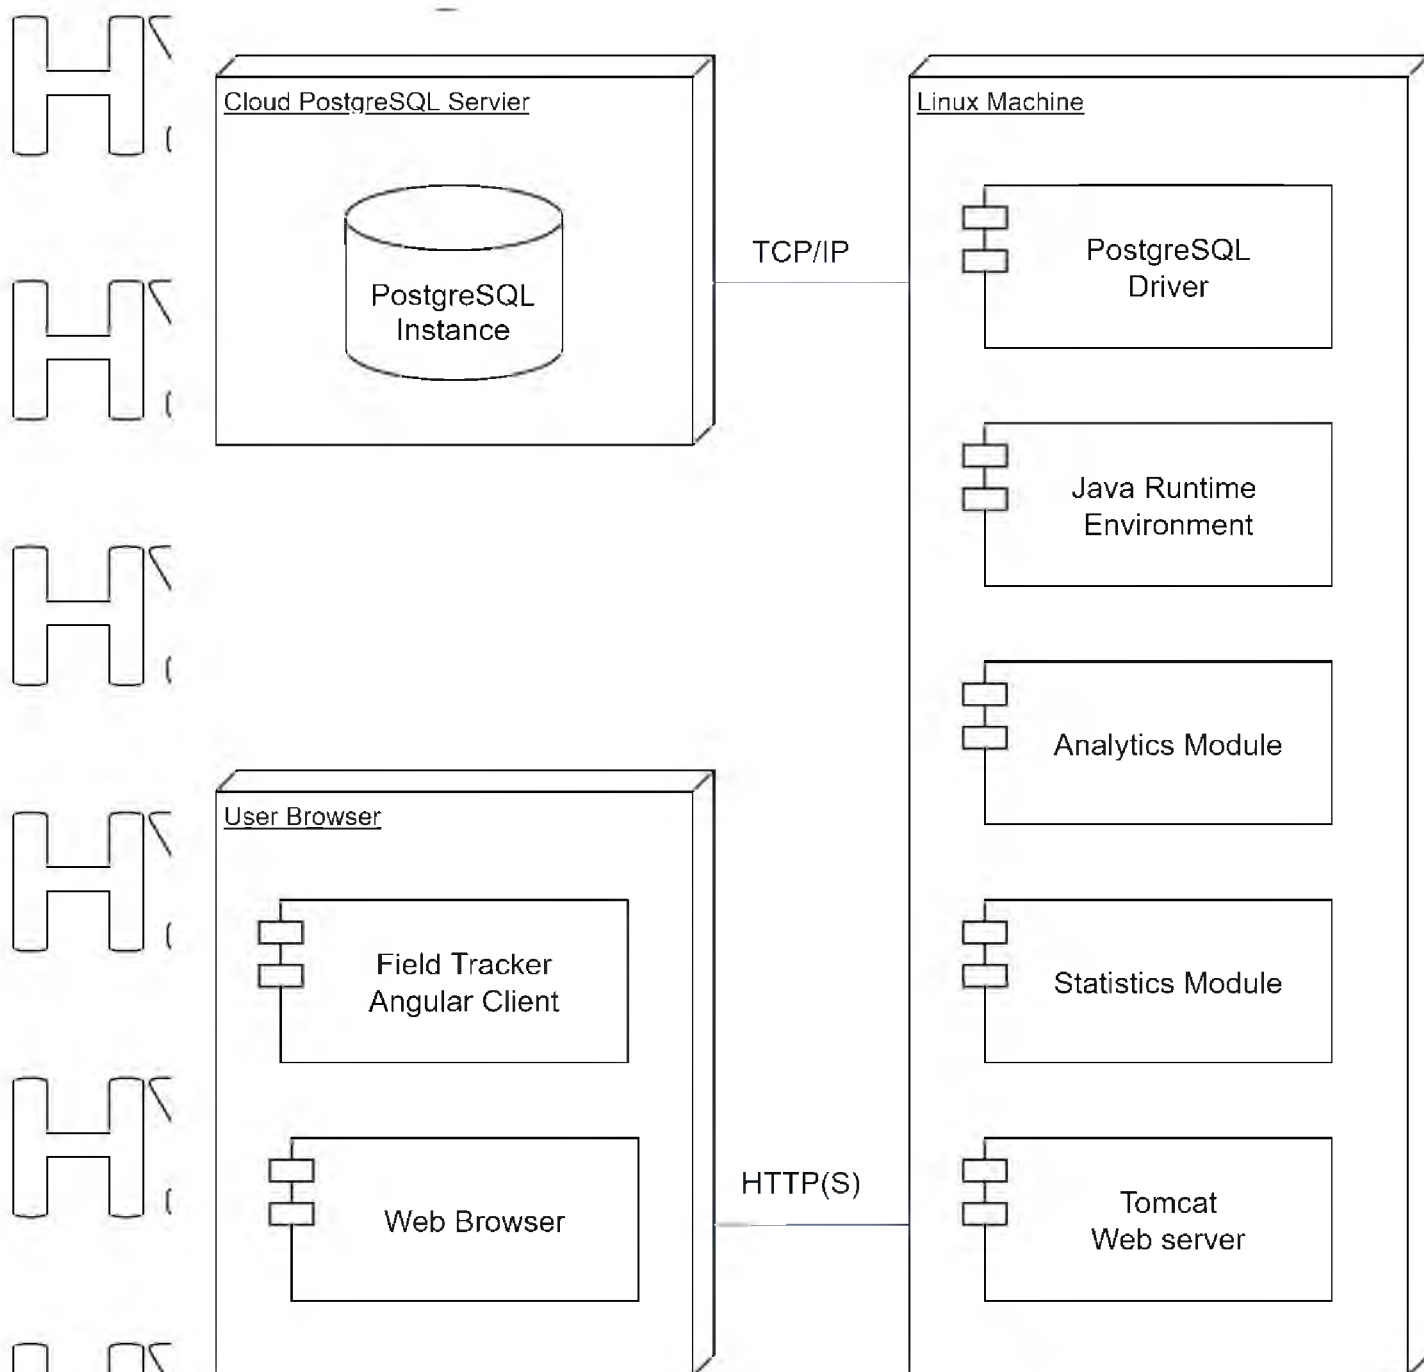 Cloud PostgreSQL Servier
PostgreSQL
Instance
TCP/IP
Linux Machine
PostgreSQL
Driver
Java Runtime
Environment
Analytics Module
Statistics Module
Tomcat
Web server
User Browser
Field Tracker
Angular Client
Web Browser
HTTP(S)